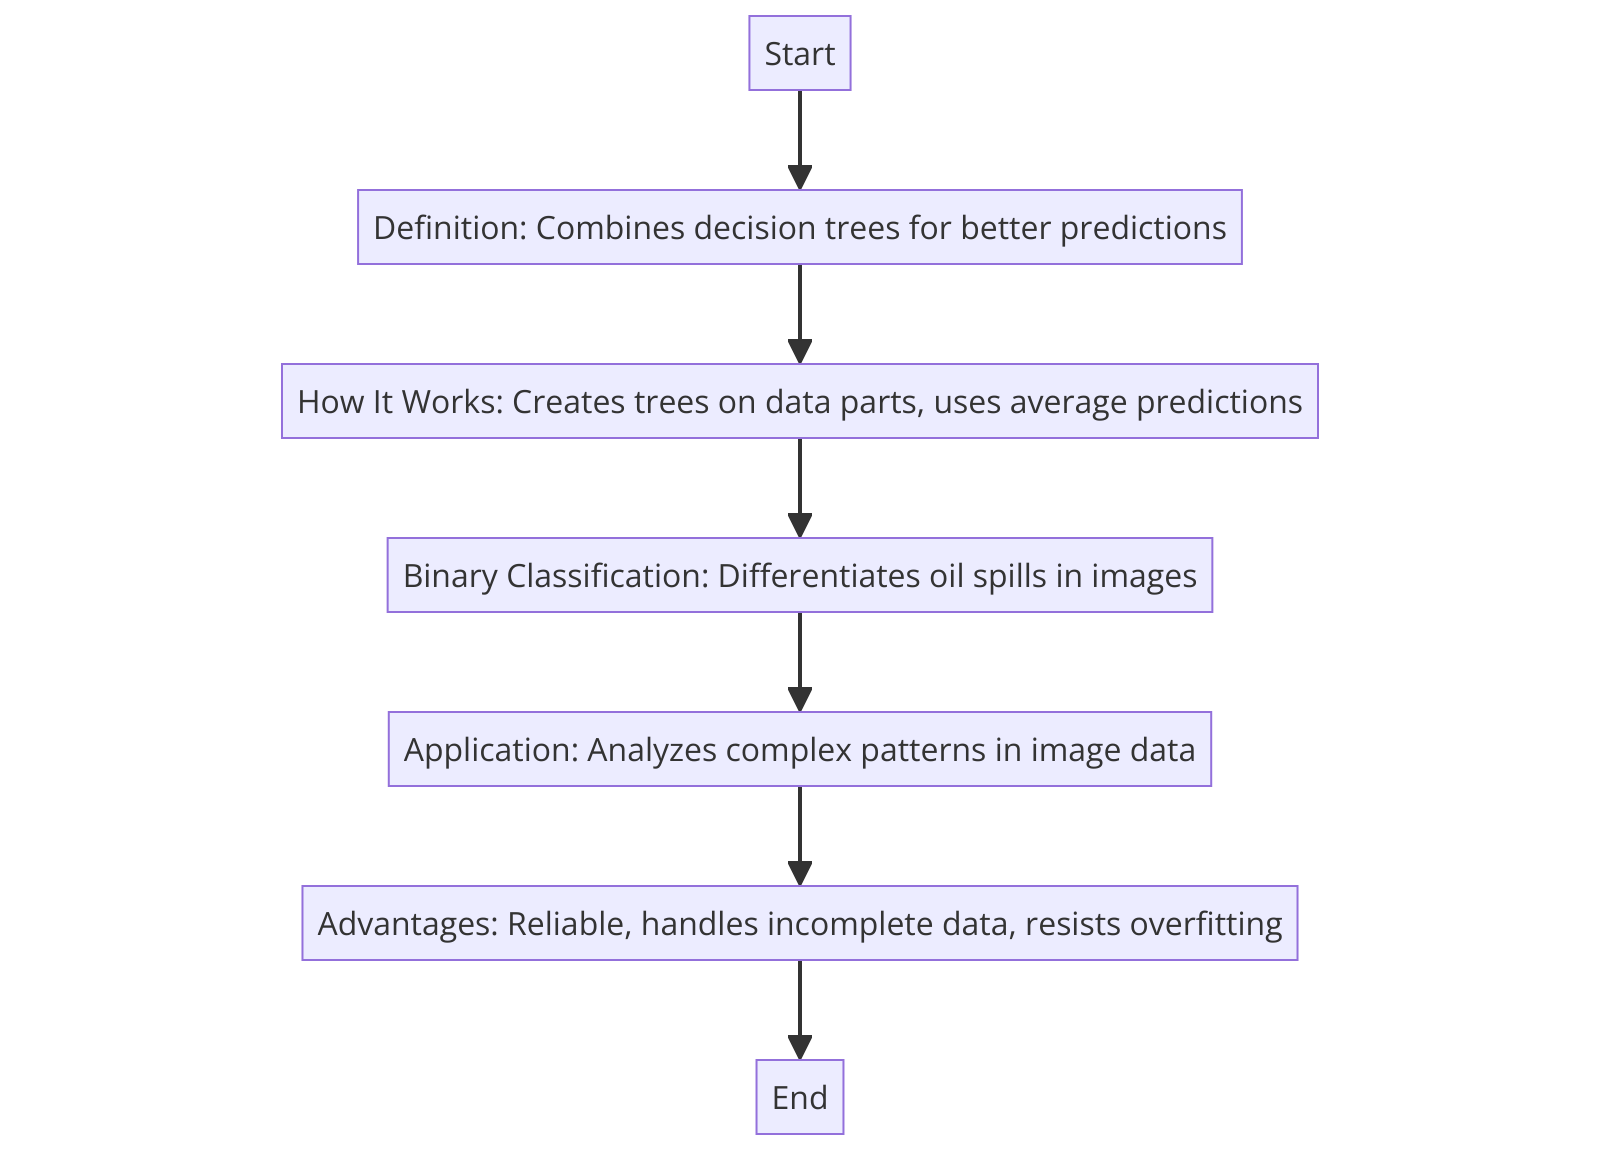 Start
Definition: Combines decision trees for better predictions
How It Works: Creates trees on data parts, uses average predictions
Binary Classification: Differentiates oil spills in images
Application: Analyzes complex patterns in image data
Advantages: Reliable, handles incomplete data, resists overfitting
End